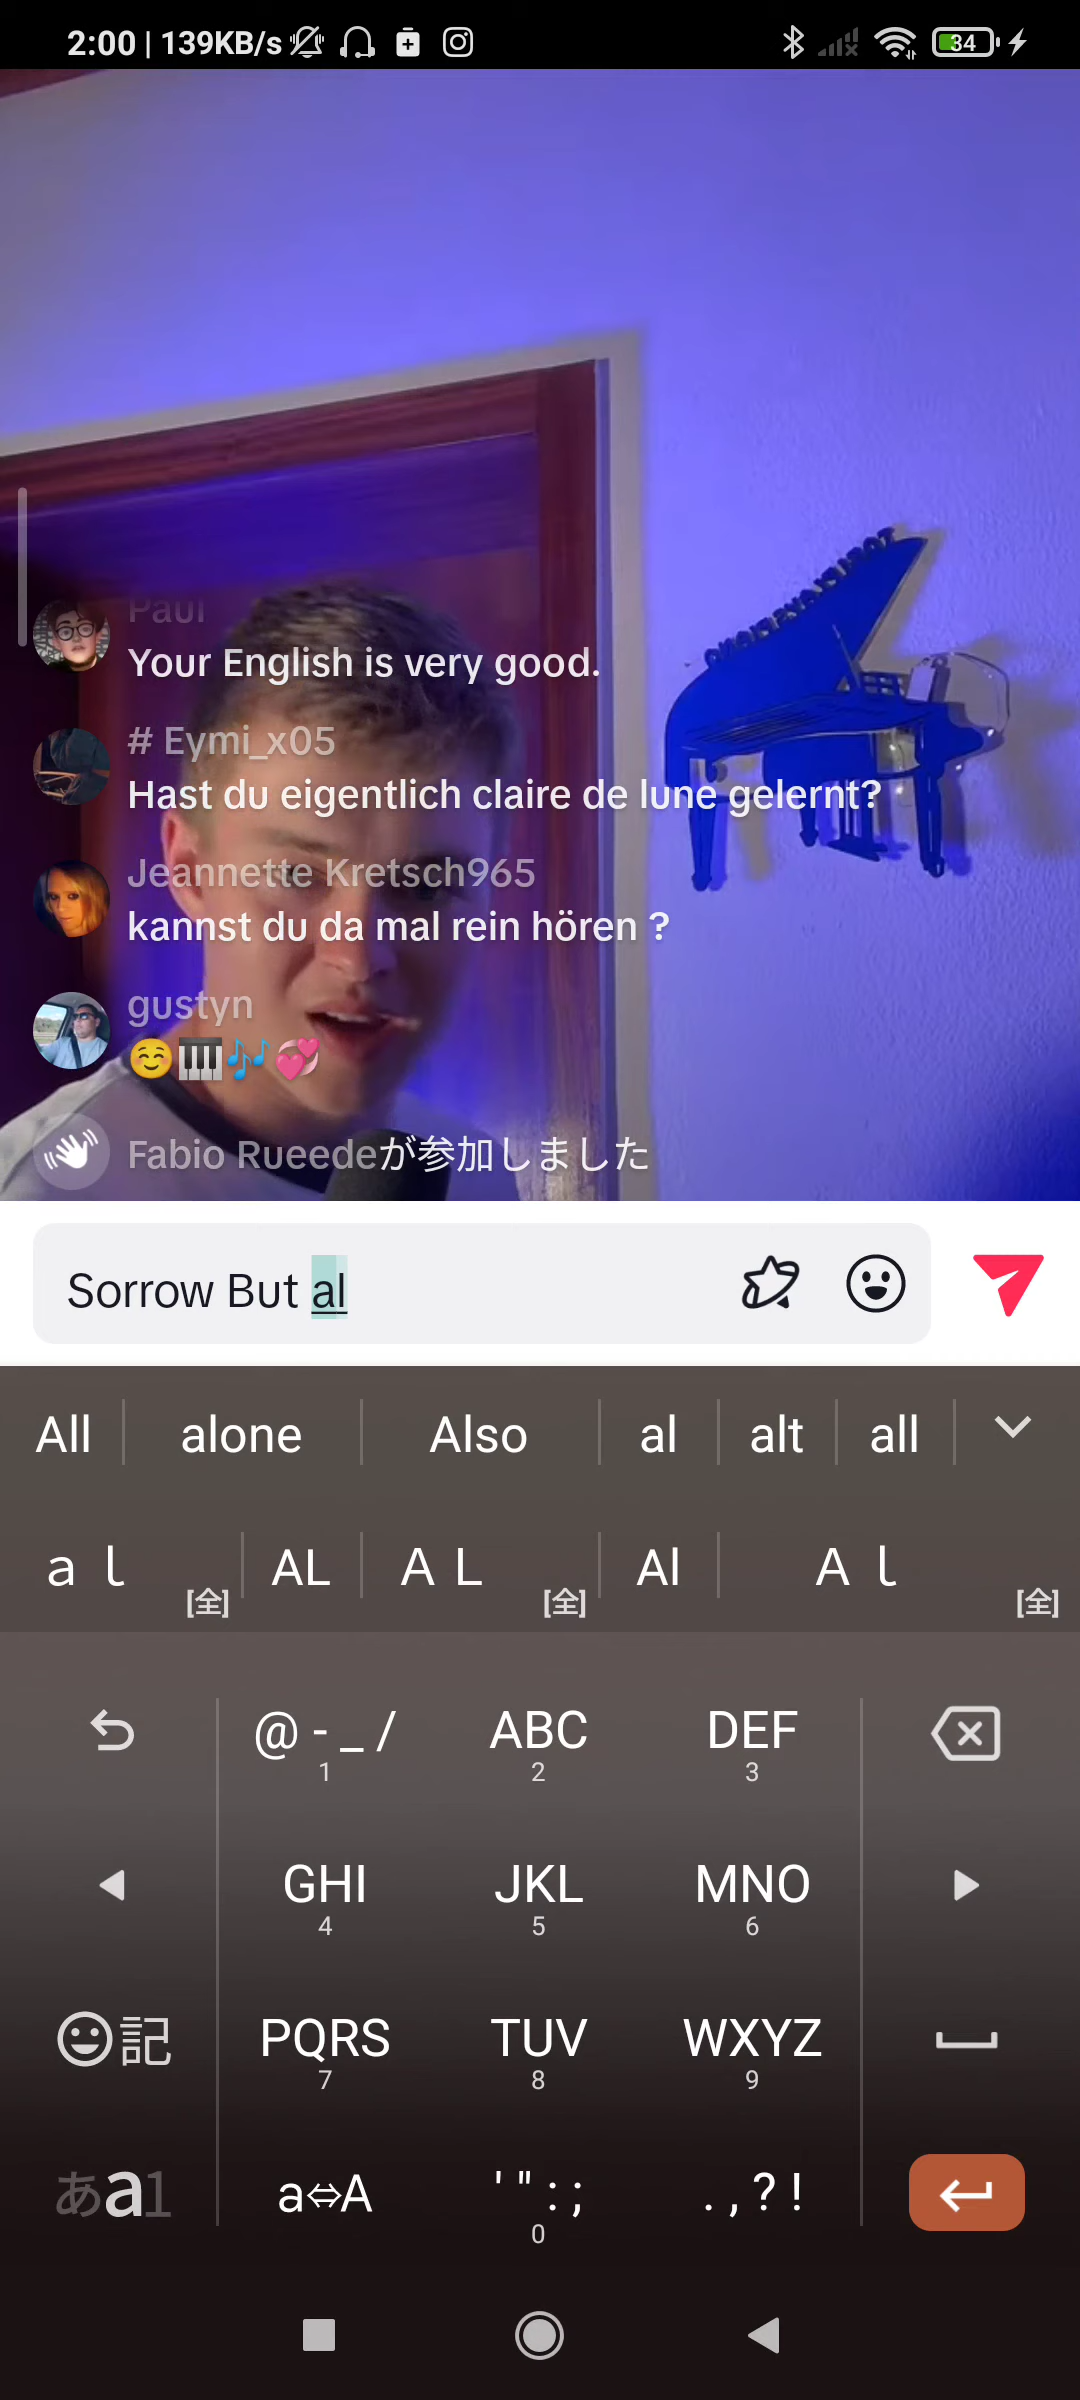 2:00 | 139KB/s 34
Paul
Your English is very good.
# Eymi_x05
Hast du eigentlich claire de lune gelernt?
Jeannette Kretsch965
kannst du da mal rein hören ?
gustyn
☺️🎹🎶💞
Fabio Rueedeが参加しました
Sorrow But al
All alone Also al alt all
ａｌ [全] AL ＡＬ [全] Al Ａｌ [全]
@-_/ ABC DEF
1 2 3
GHI JKL MNO
4 5 6
記 PQRS TUV WXYZ
7 8 9
あa1 a⇔A '":; .,?!
0